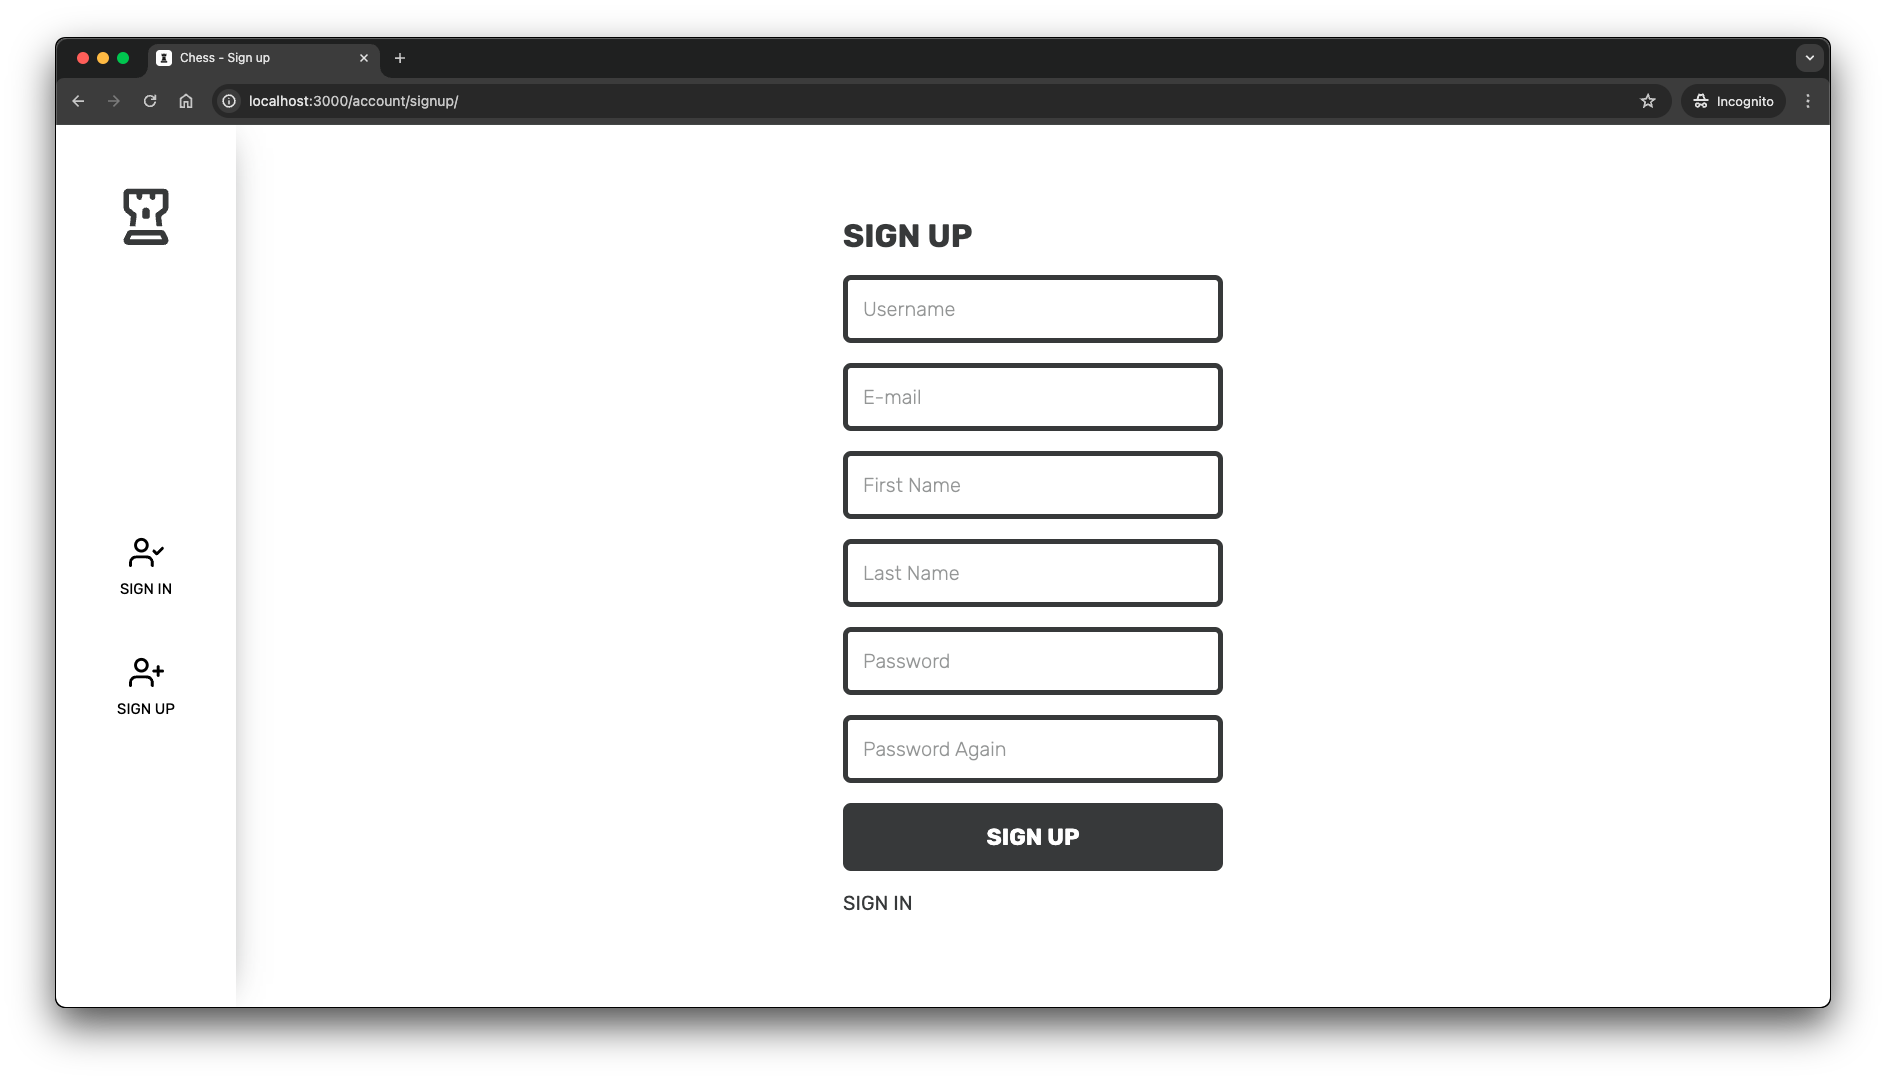 Chess - Sign up
localhost:3000/account/signup/
Incognito
SIGN IN
SIGN UP
SIGN UP
Username
E-mail
First Name
Last Name
Password
Password Again
SIGN UP
SIGN IN